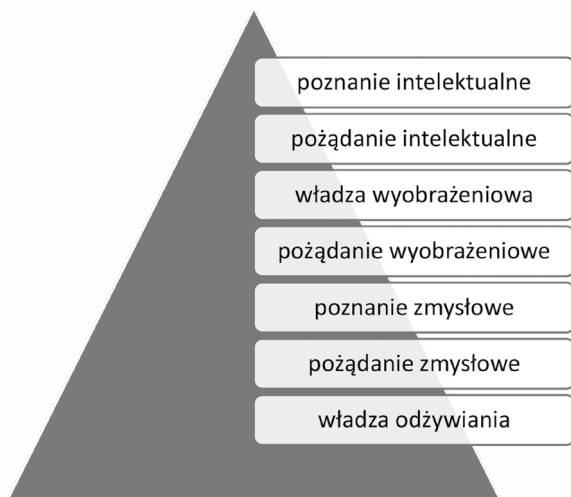 poznanie intelektualne
pożądanie intelektualne
władza wyobrażeniowa
pożądanie wyobrażeniowe
poznanie zmysłowe
pożądanie zmysłowe
władza odżywiania